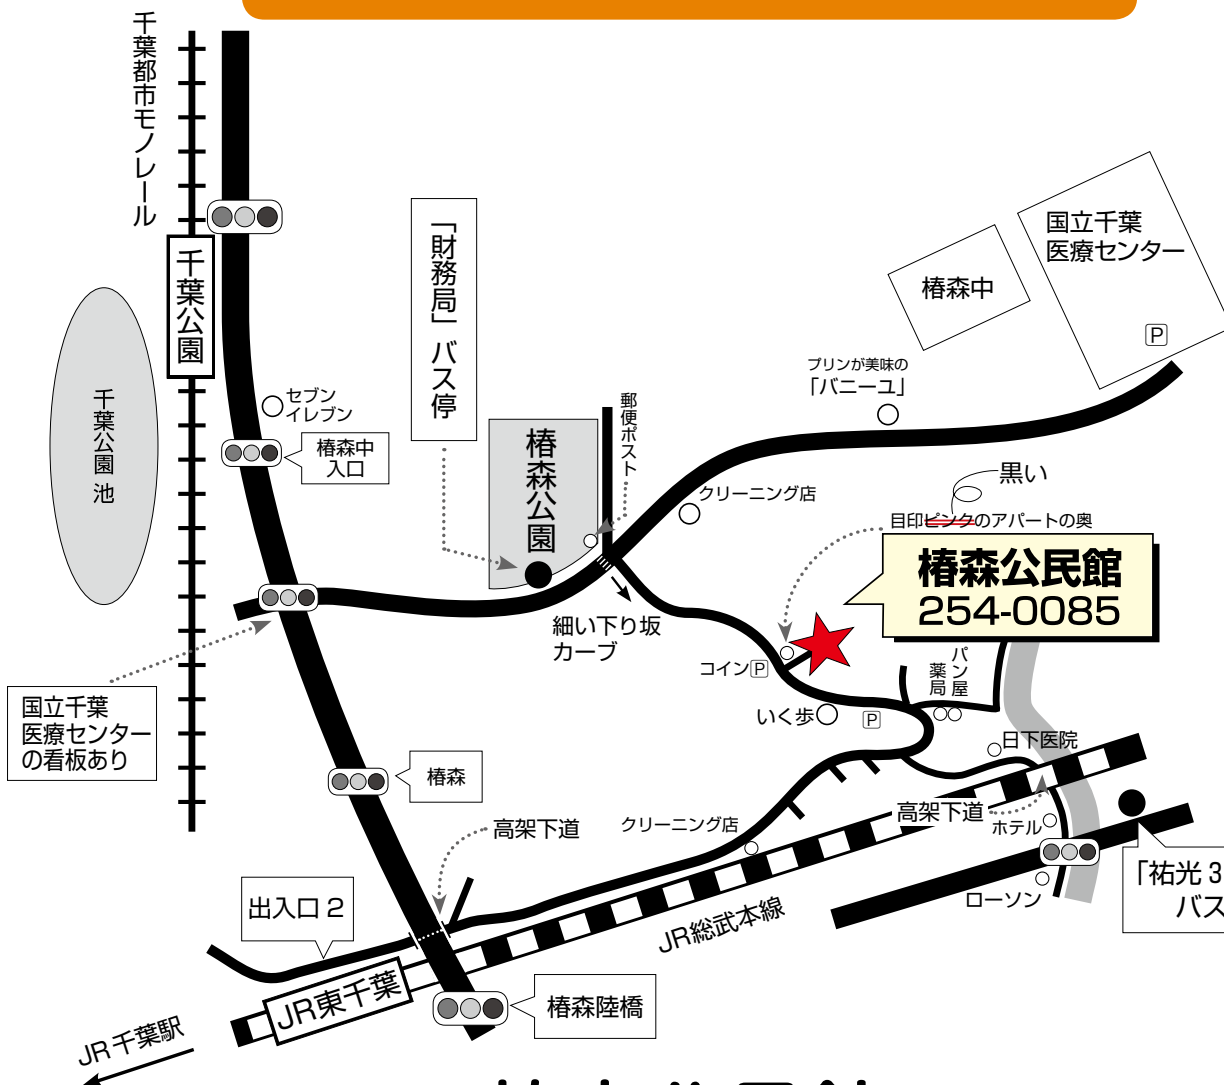 千葉都市モノレール
千葉公園
千葉公園 池
セブン
イレブン
椿森中
入口
「財務局」バス停
椿森公園
郵便ポスト
国立千葉
医療センター
P
椿森中
プリンが美味の
「バニーユ」
クリーニング店
黒い
目印ピンクのアパートの奥
椿森公民館
254-0085
細い下り坂
カーブ
コインP
いく歩
P
薬局
パン屋
日下医院
国立千葉
医療センター
の看板あり
椿森
高架下道
クリーニング店
高架下道
ホテル
ローソン
「祐光3
バス
出入口2
JR総武本線
JR東千葉
椿森陸橋
JR千葉駅